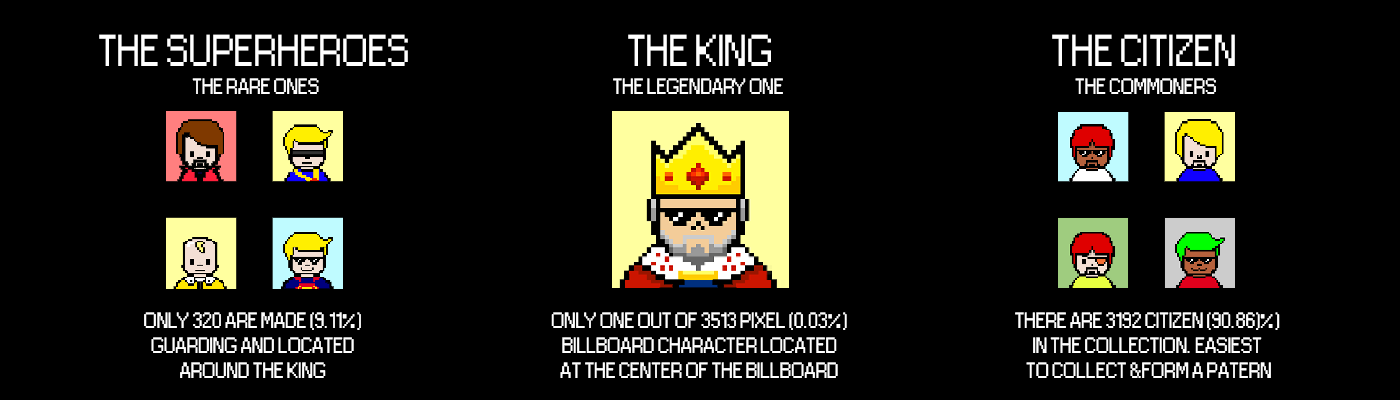 THE SUPERHEROES
THE RARE ONES
ONLY 320 ARE MADE (9.11%)
GUARDING AND LOCATED
AROUND THE KING
THE KING
THE LEGENDARY ONE
ONLY ONE OUT OF 3513 PIXEL (0.03%)
BILLBOARD CHARACTER LOCATED
AT THE CENTER OF THE BILLBOARD
THE CITIZEN
THE COMMONERS
THERE ARE 3192 CITIZEN (90.86)%)
IN THE COLLECTION. EASIEST
TO COLLECT &FORM A PATERN